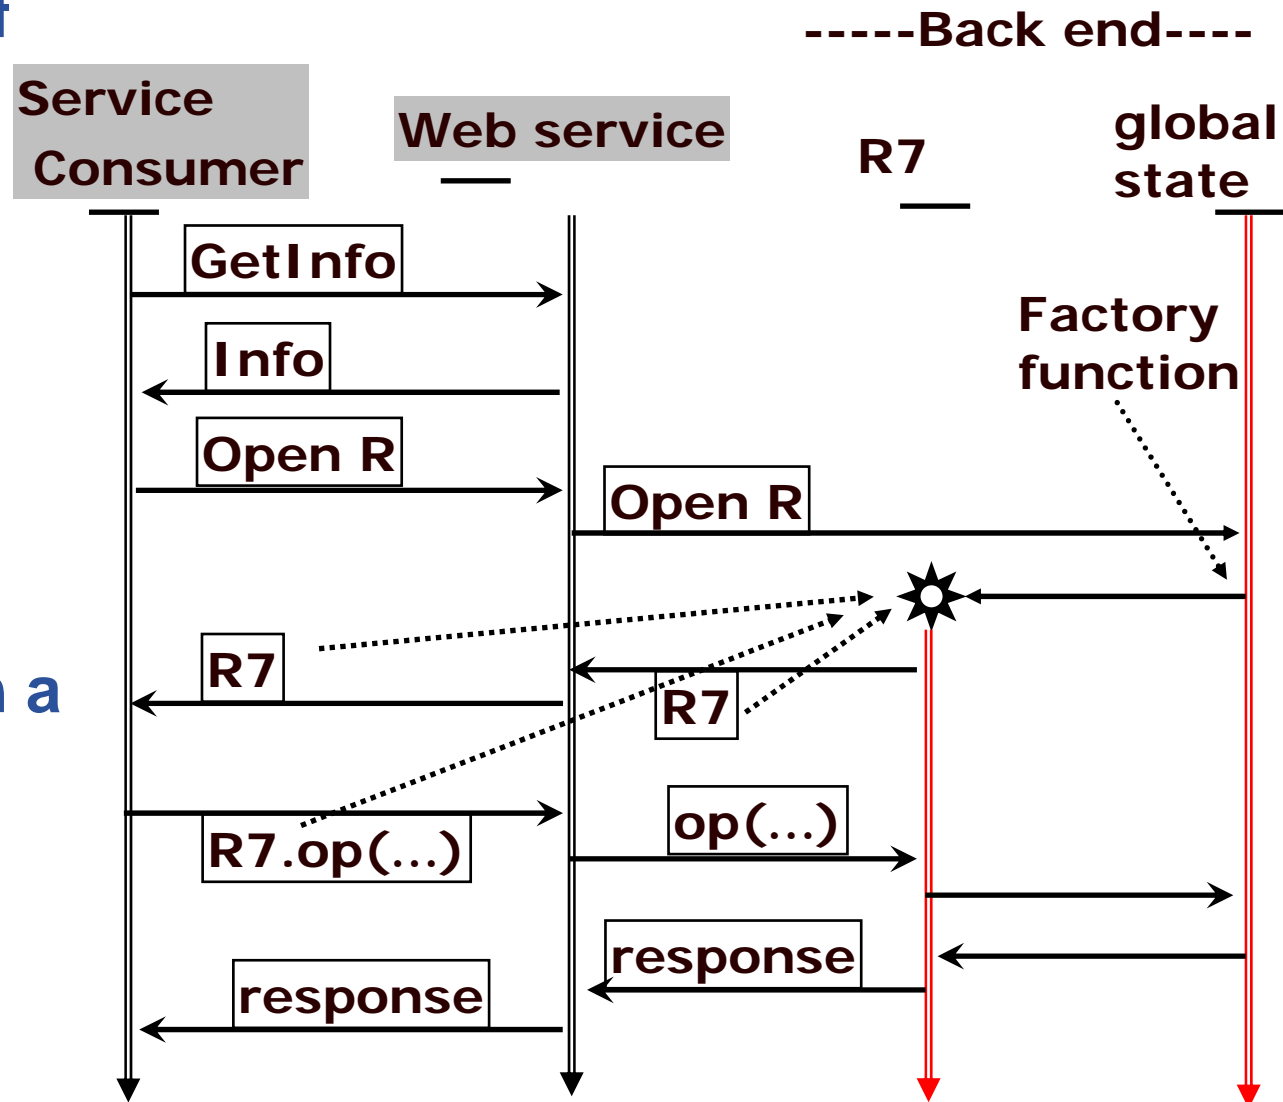 -----Back end----
Service
Consumer
Web service
R7
global
state
GetInfo
Info
Factory
function
Open R
Open R
R7
R7
a
R7.op(...)
op(...)
response
response